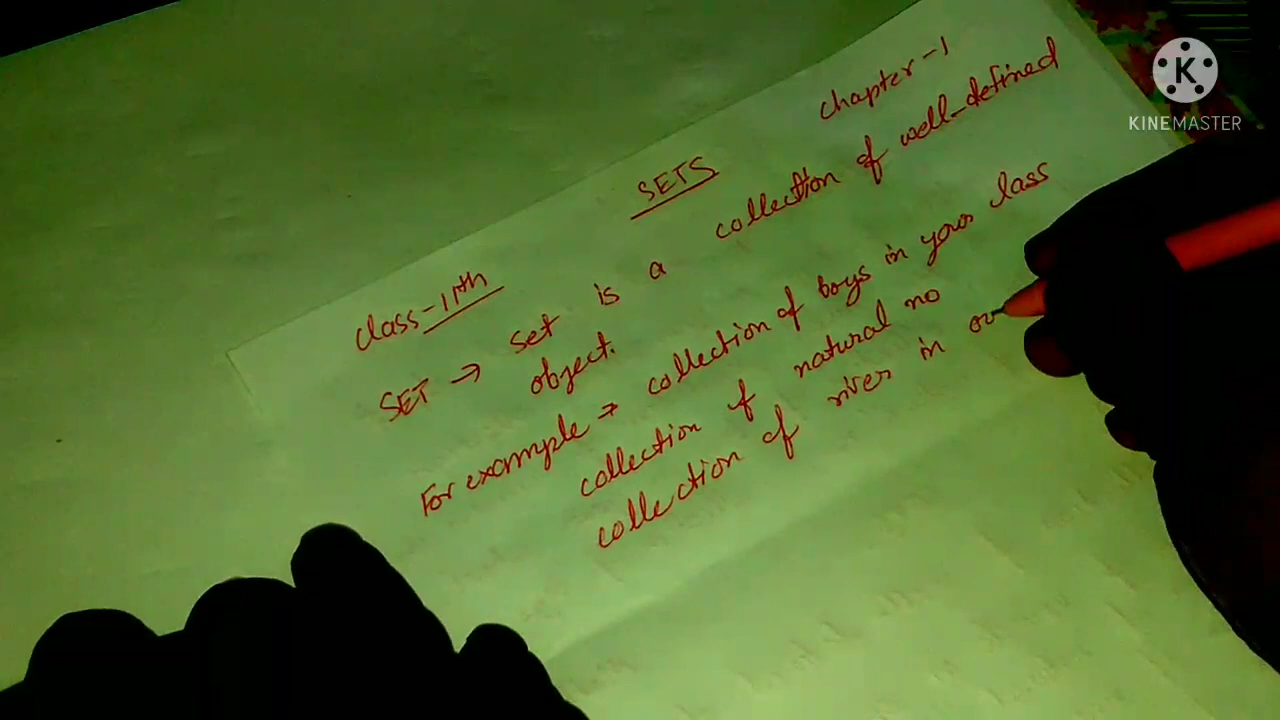 Chapter-1
SETS
class-11th
SET → Set is a collection of well-defined
object.
For example → collection of boys in your class
collection of natural no
collection of river in ou
K
KINEMASTER